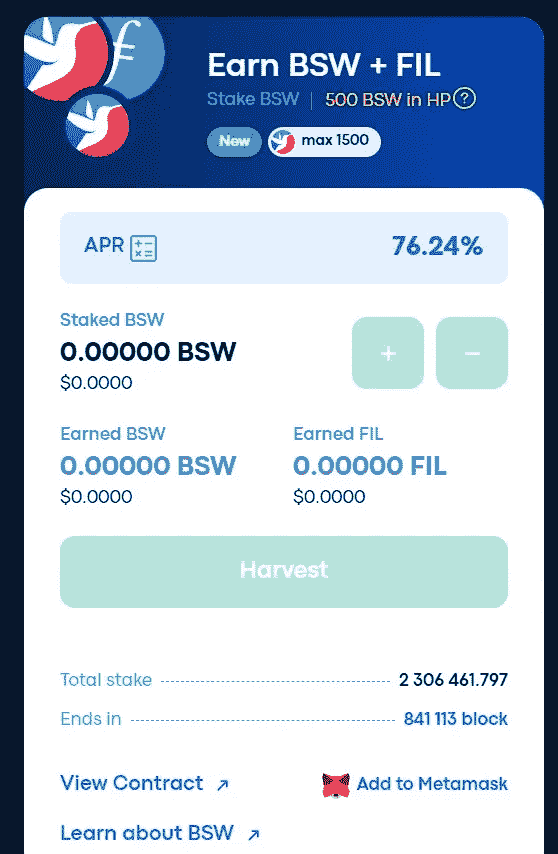 Earn BSW + FIL
Stake BSW | 500 BSW in HP ?
New max 1500
APR 76.24%
Staked BSW
0.00000 BSW + −
$0.0000
Earned BSW Earned FIL
0.00000 BSW 0.00000 FIL
$0.0000 $0.0000
Harvest
Total stake 2 306 461.797
Ends in 841 113 block
View Contract Add to Metamask
Learn about BSW